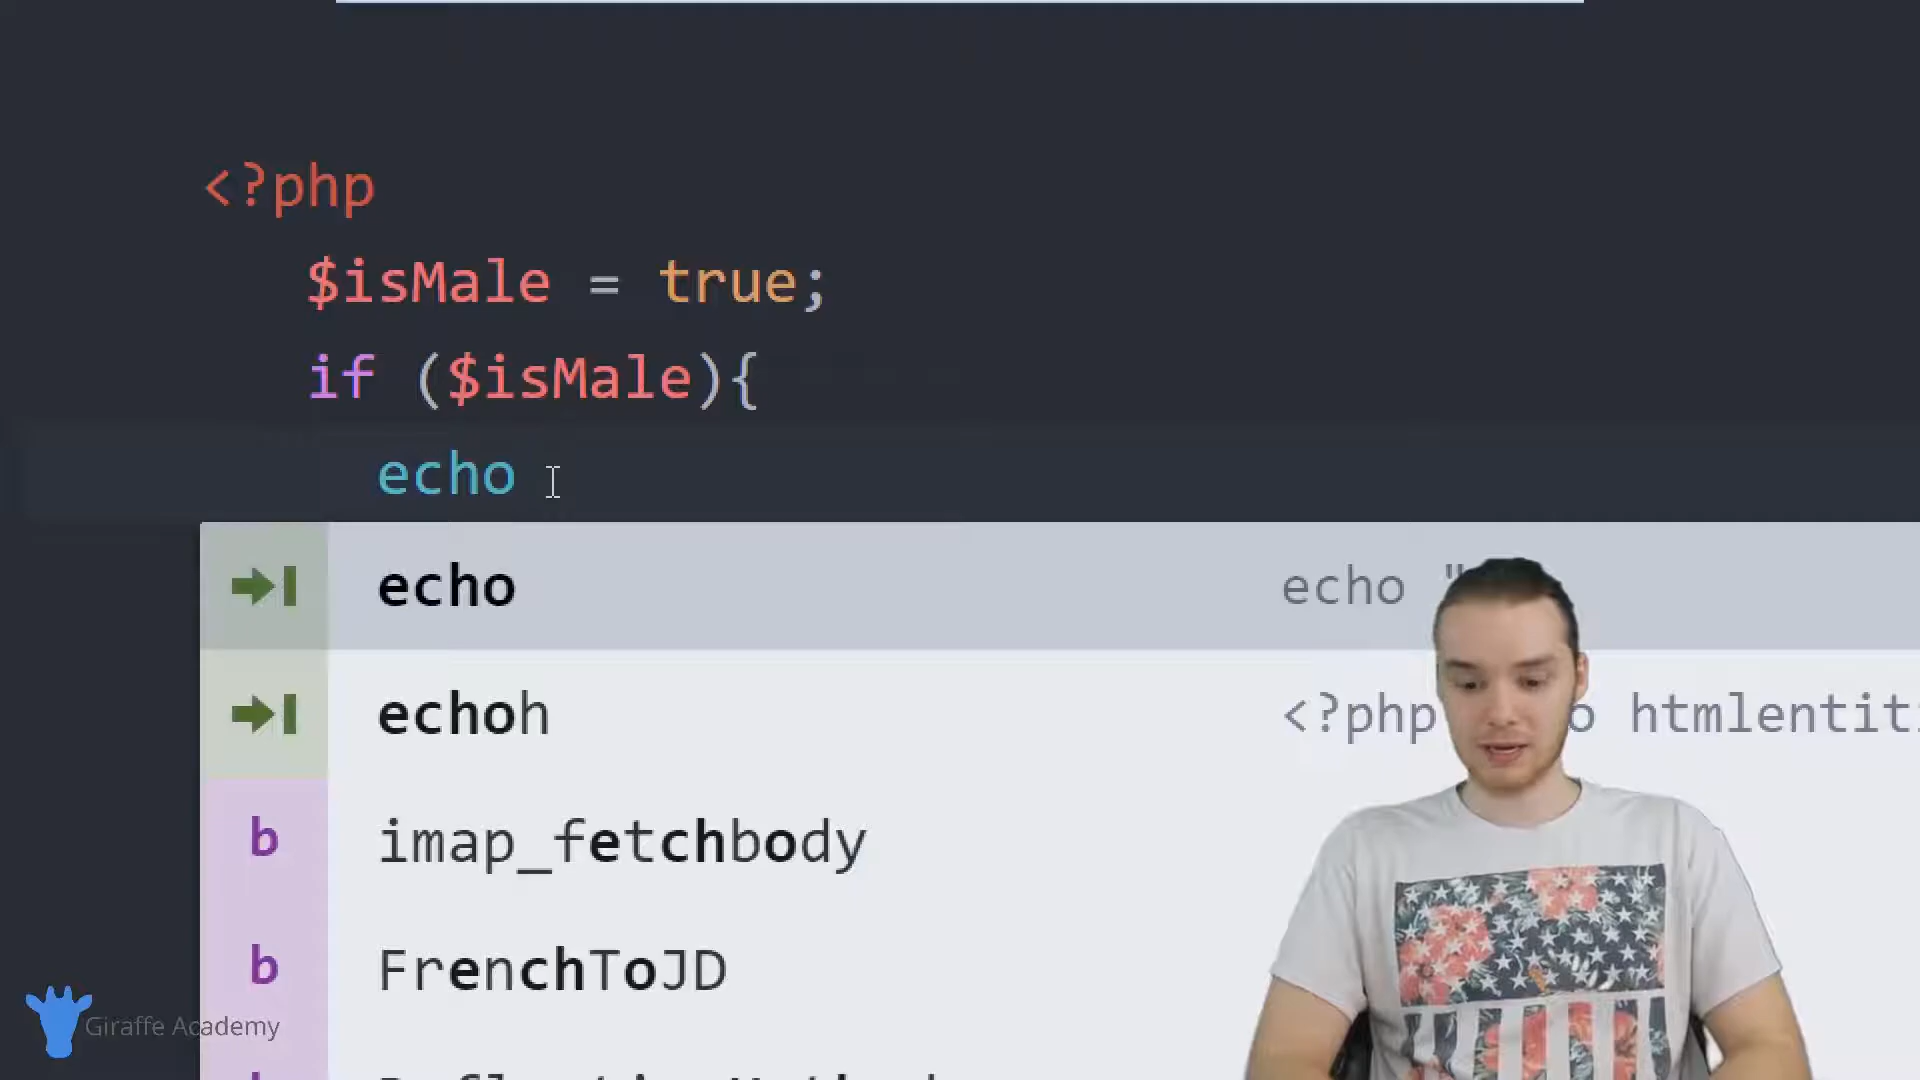 <?php
$isMale = true;
if ($isMale){
echo
echo echo "
echoh <?php htmlentit
b imap_fetchbody
b FrenchToJD
Giraffe Academy